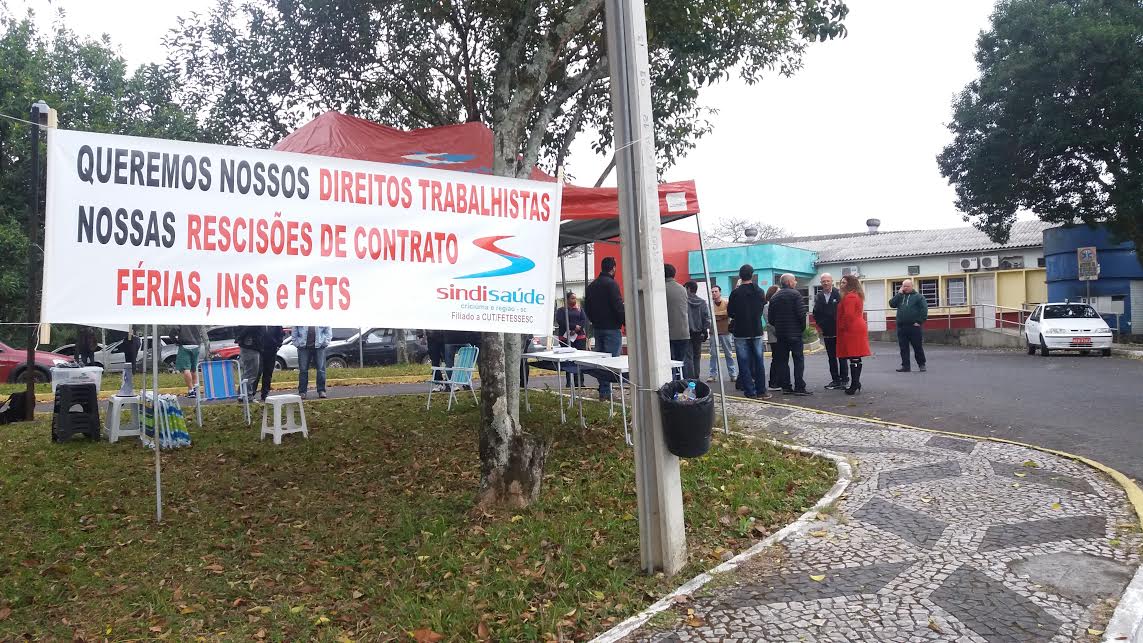 QUEREMOS NOSSOS DIREITOS TRABALHISTAS
NOSSAS RESCISÕES DE CONTRATO
FÉRIAS, INSS e FGTS
sindisaúde
criciúma e região - sc
Filiado a CUT/FETESSESC